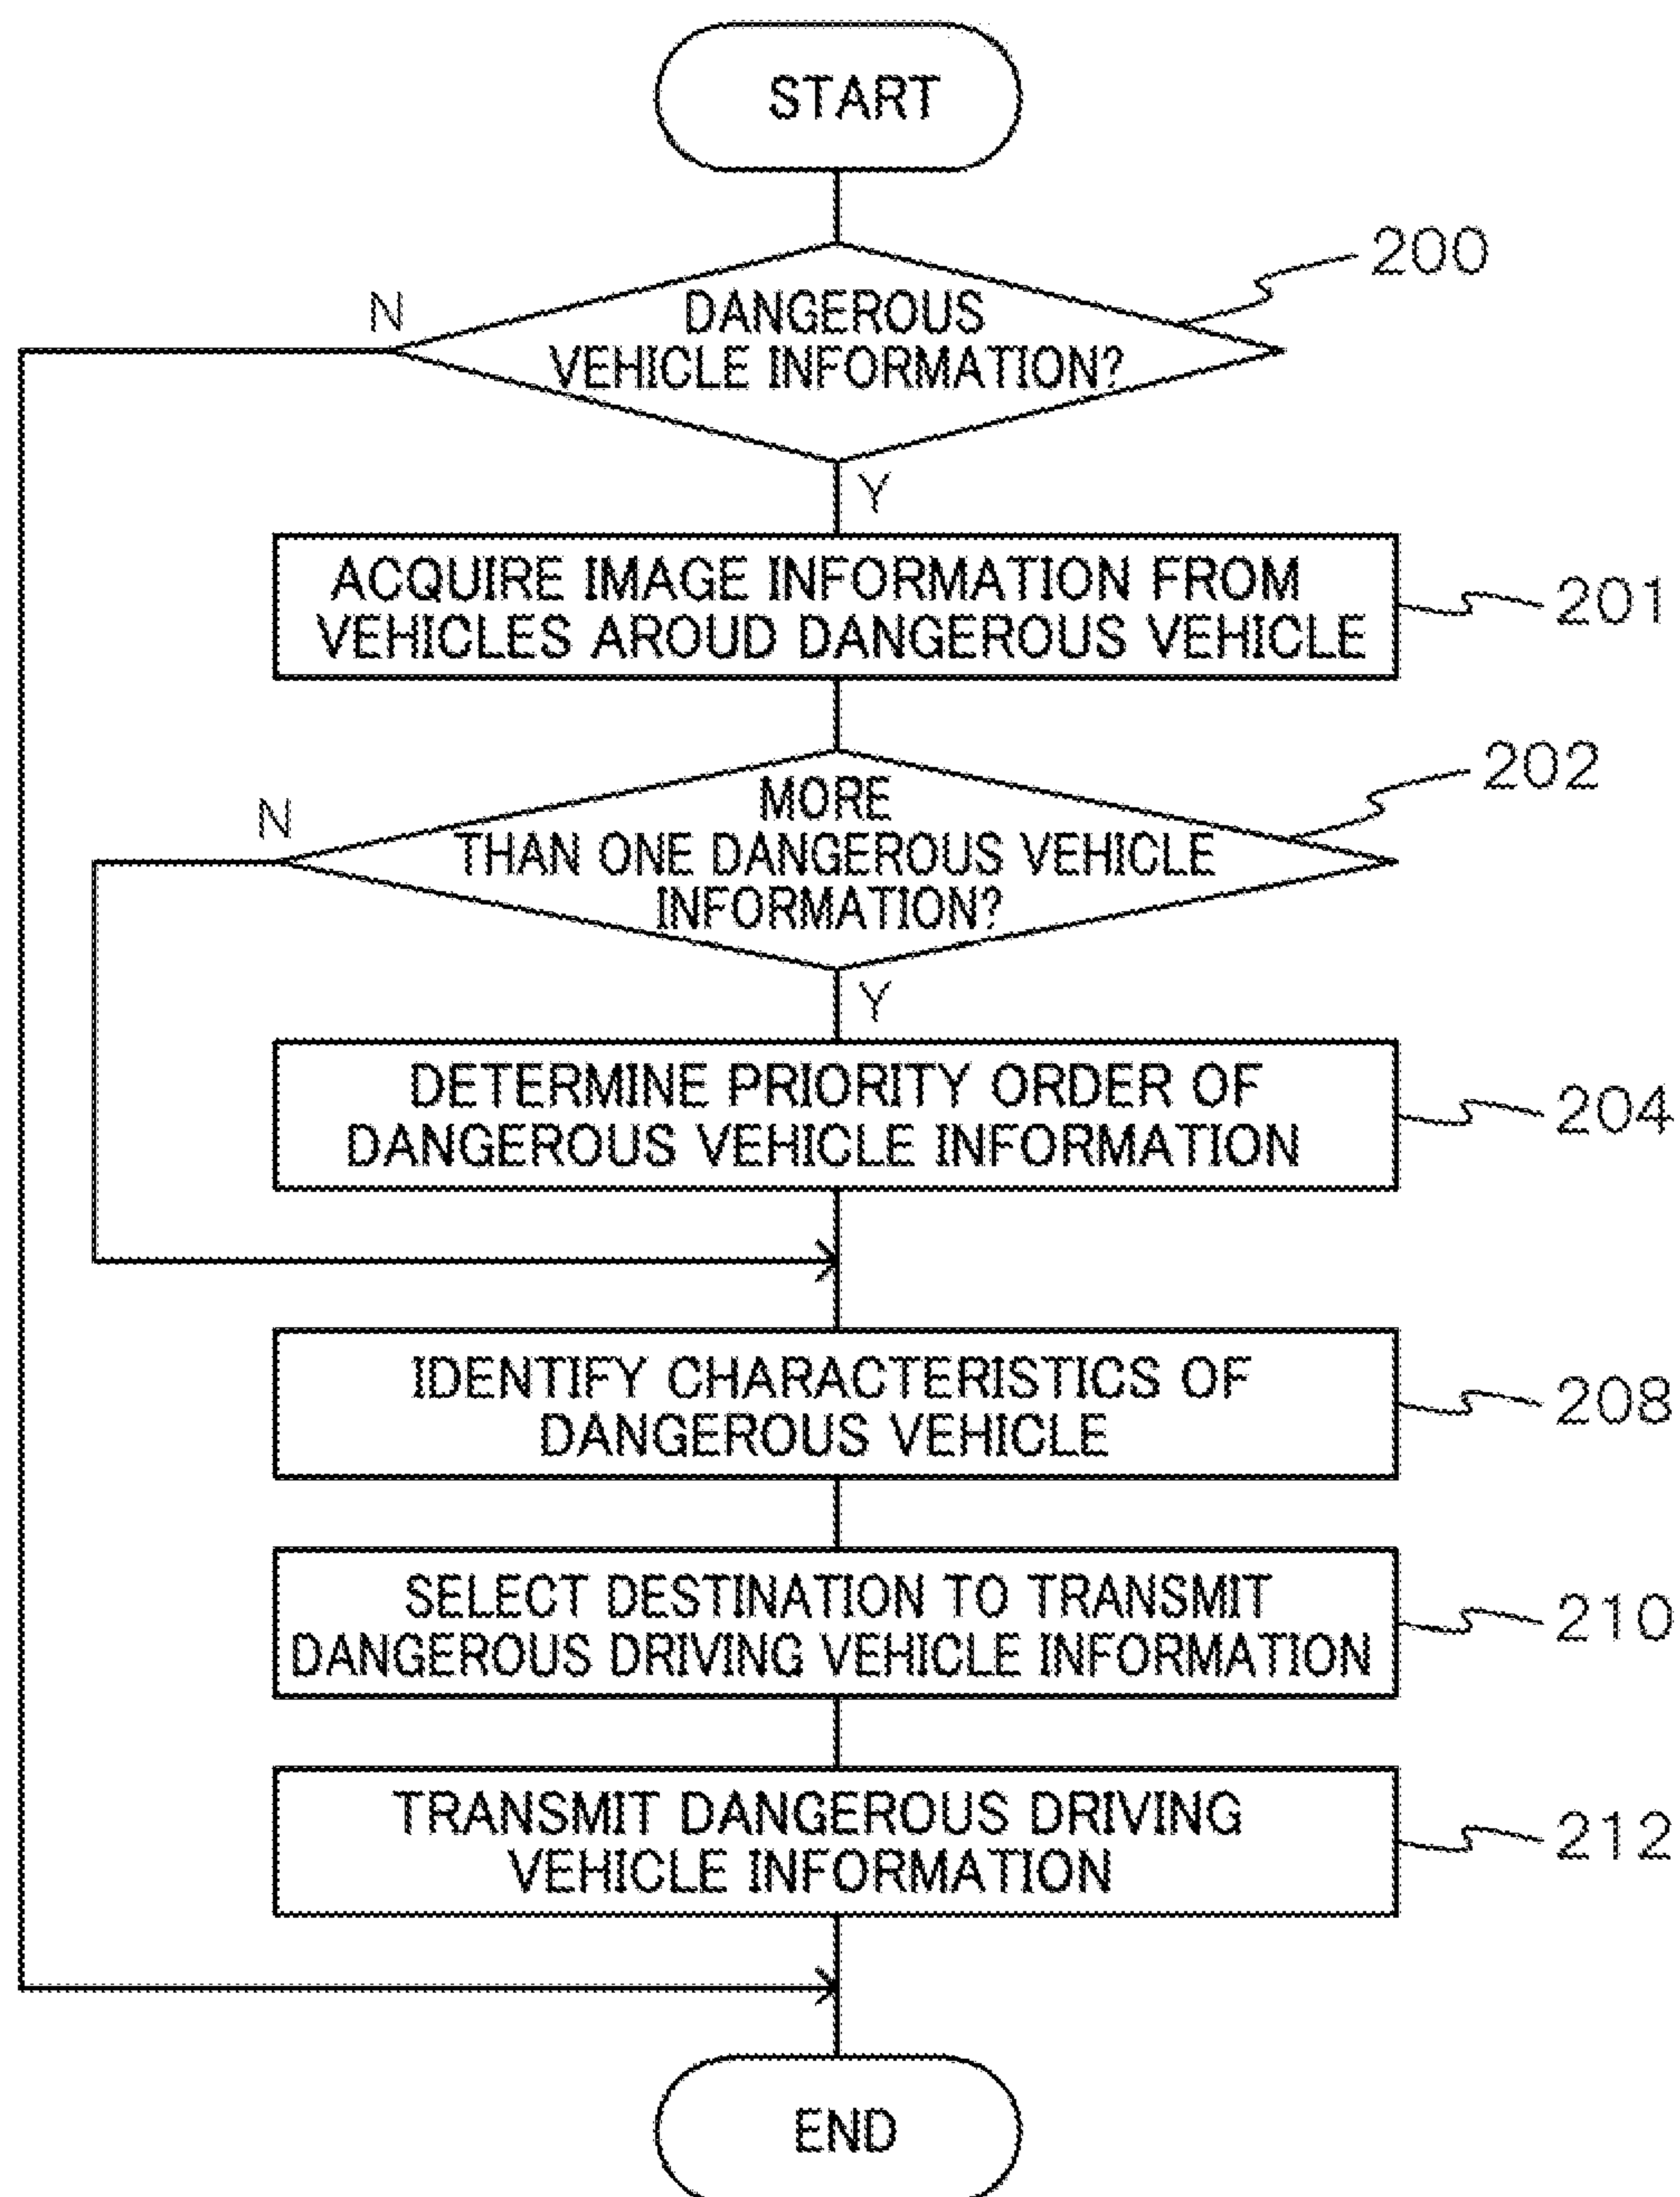 START
200
N
DANGEROUS
VEHICLE INFORMATION?
Y
ACQUIRE IMAGE INFORMATION FROM
VEHICLES AROUD DANGEROUS VEHICLE
201
202
N
MORE
THAN ONE DANGEROUS VEHICLE
INFORMATION?
Y
DETERMINE PRIORITY ORDER OF
DANGEROUS VEHICLE INFORMATION
204
IDENTIFY CHARACTERISTICS OF
DANGEROUS VEHICLE
208
SELECT DESTINATION TO TRANSMIT
DANGEROUS DRIVING VEHICLE INFORMATION
210
TRANSMIT DANGEROUS DRIVING
VEHICLE INFORMATION
212
END